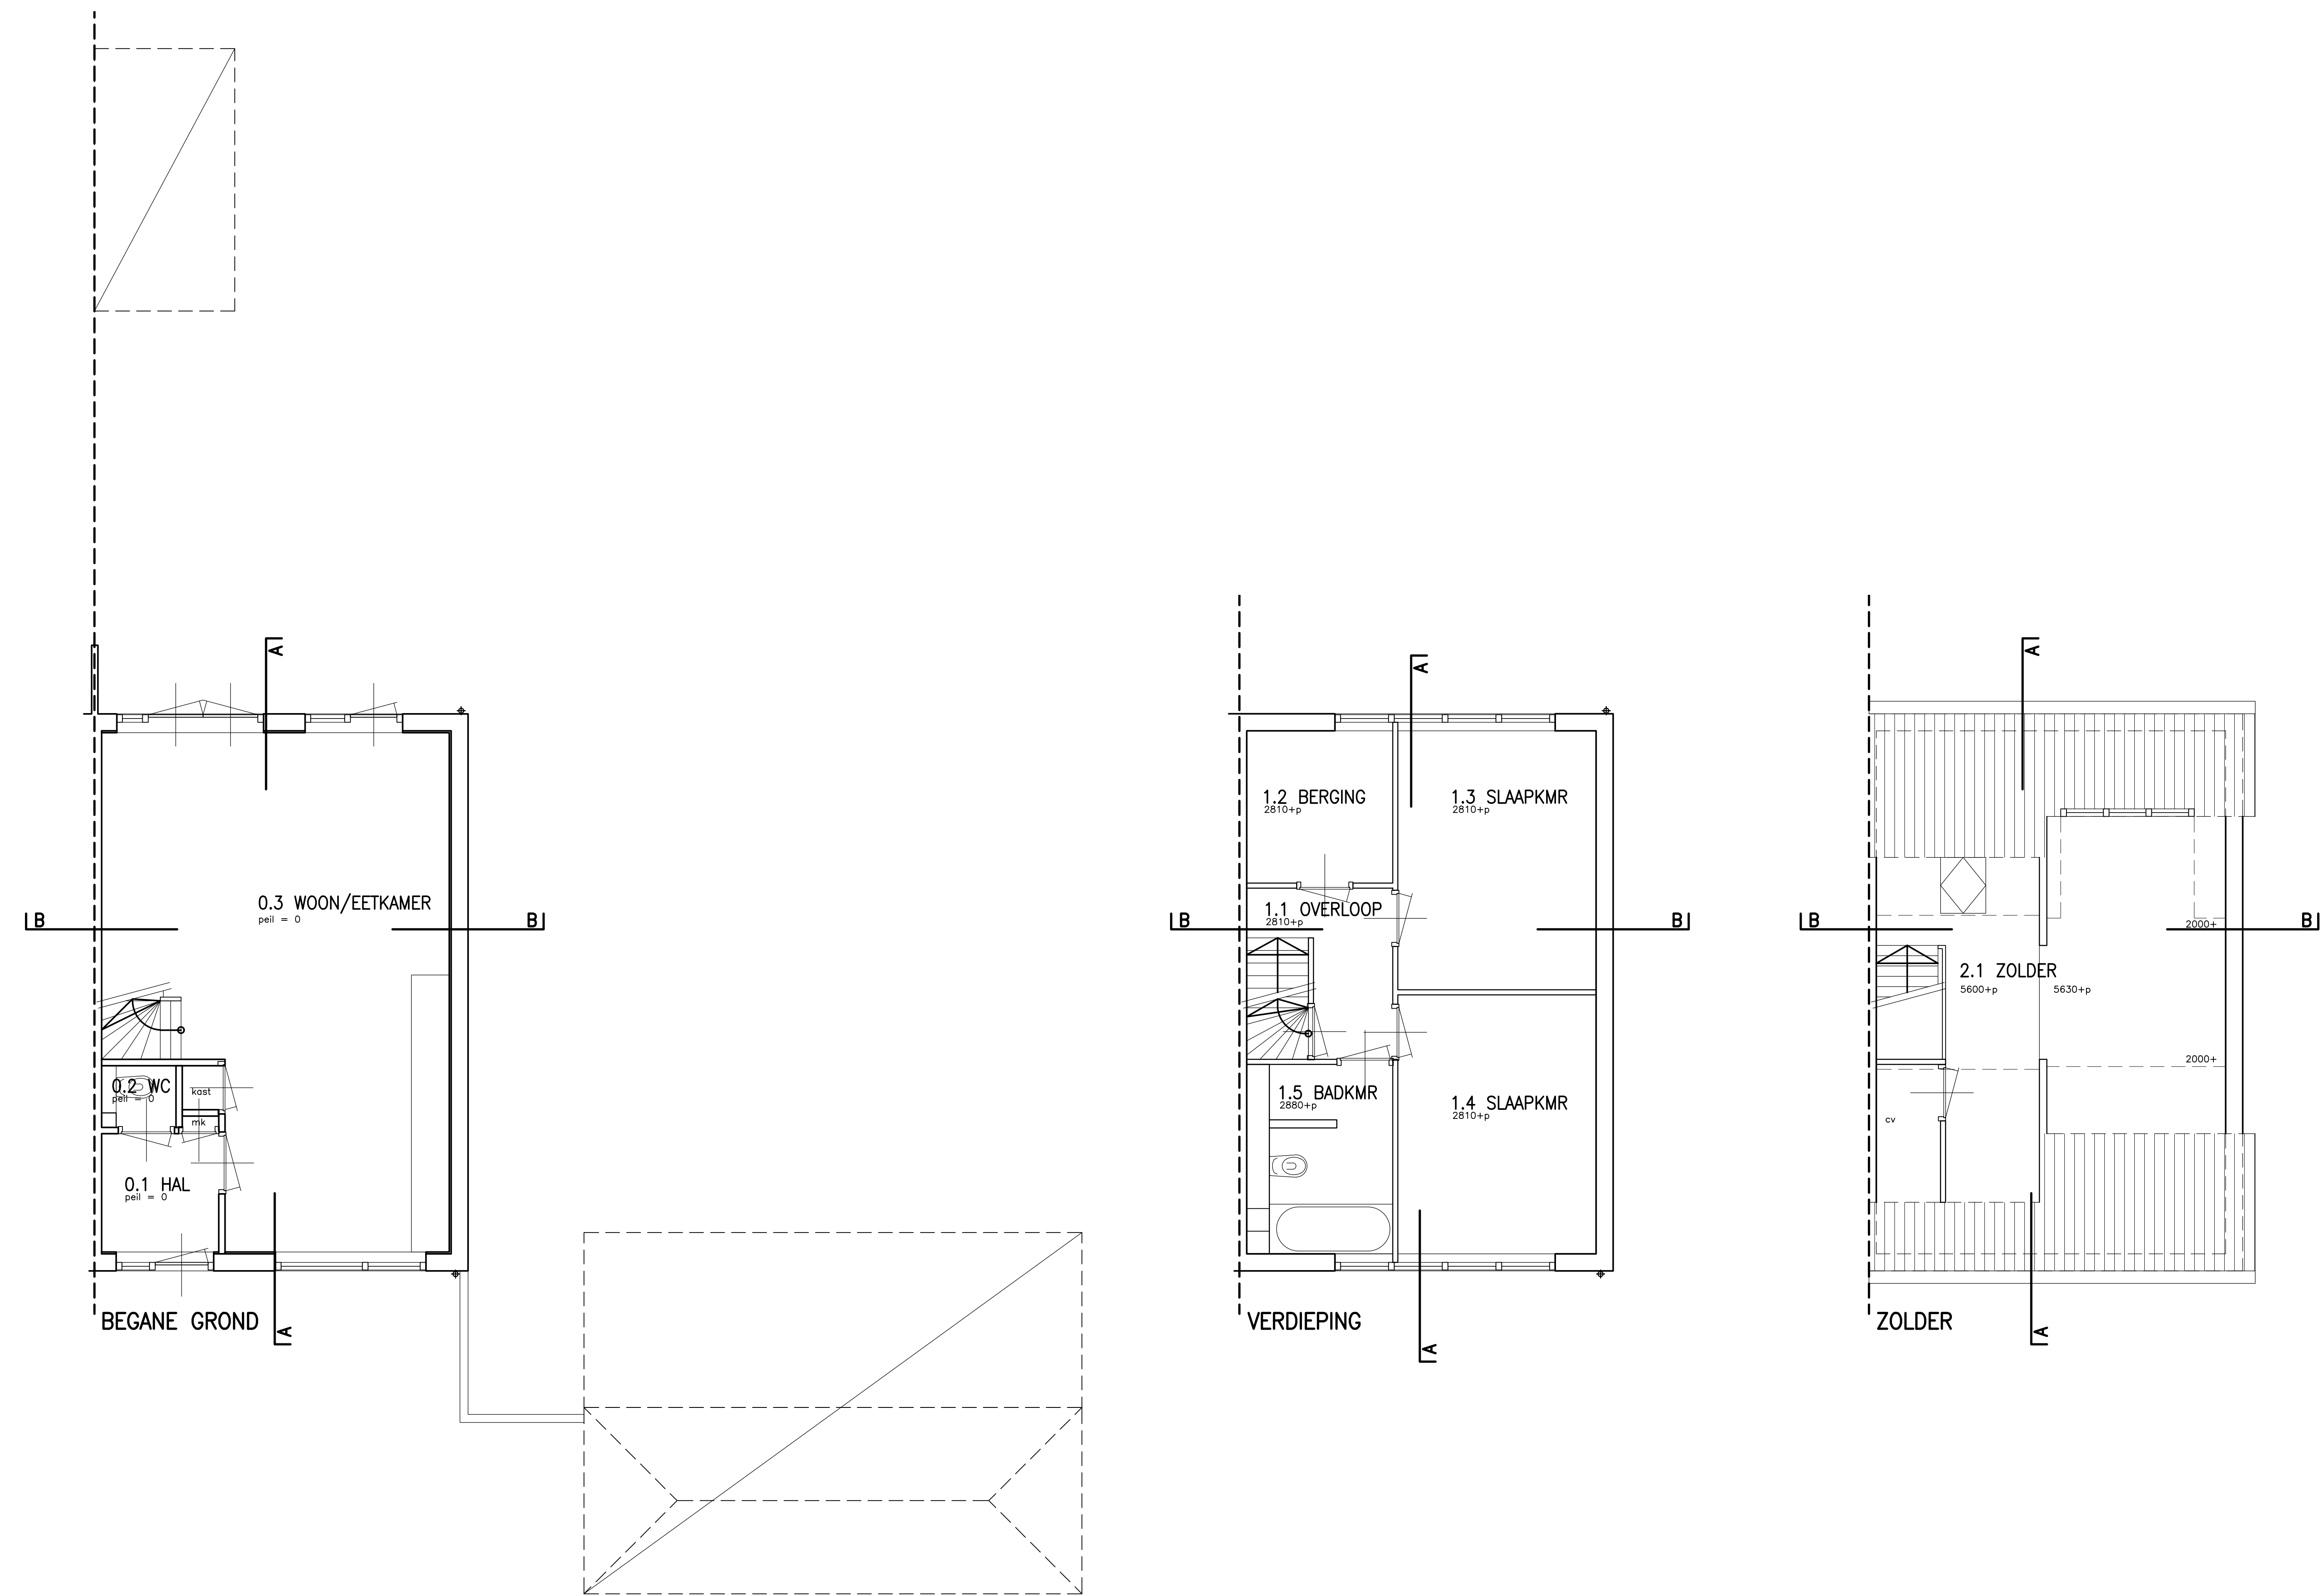 A
B
B
0.3 WOON/EETKAMER
peil = 0
0.2 WC
peil = 0
kast
mk
0.1 HAL
peil = 0
A
BEGANE GROND
A
1.2 BERGING
2810+p
1.3 SLAAPKMR
2810+p
1.1 OVERLOOP
2810+p
B
B
1.5 BADKMR
2880+p
1.4 SLAAPKMR
2810+p
A
VERDIEPING
A
B
B
2000+
2.1 ZOLDER
5600+p
5630+p
2000+
cv
A
ZOLDER